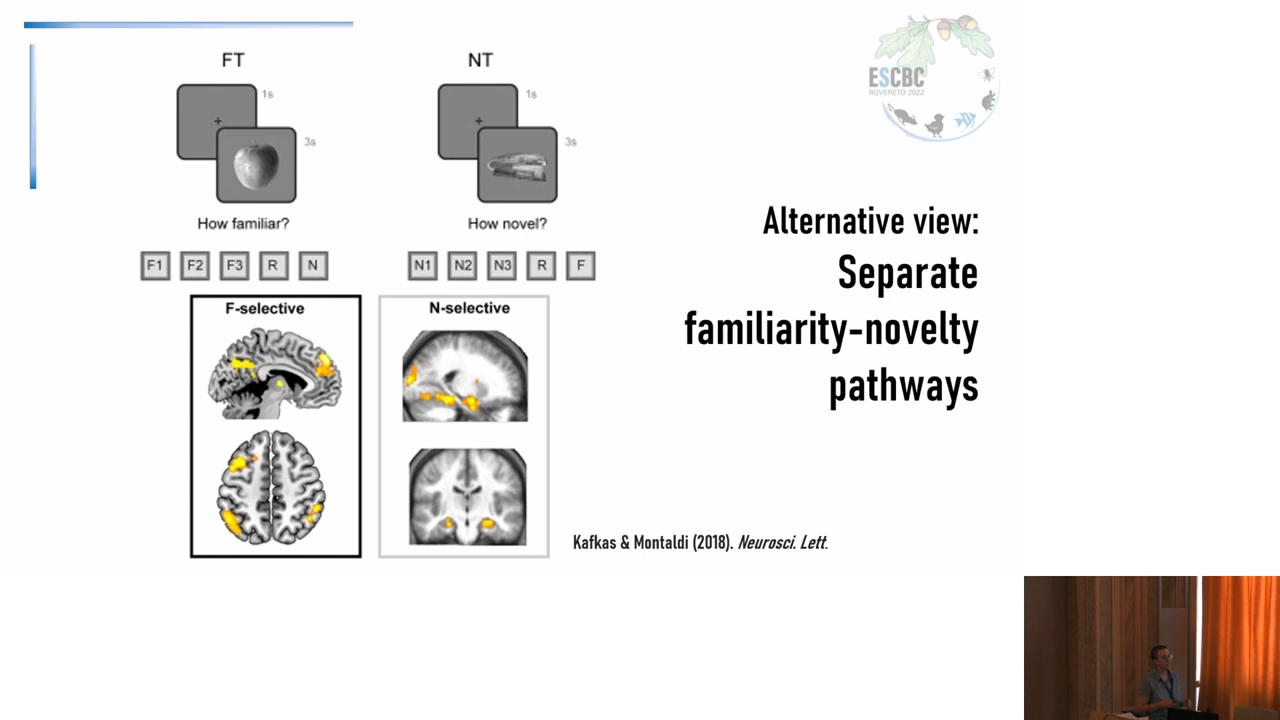 FT
1s
3s
How familiar?
F1 F2 F3 R N
NT
1s
3s
How novel?
N1 N2 N3 R F
F-selective
N-selective
ESCBC
ROVERETO 2022
Alternative view:
Separate
familiarity-novelty
pathways
Kafkas & Montaldi (2018). Neurosci. Lett.